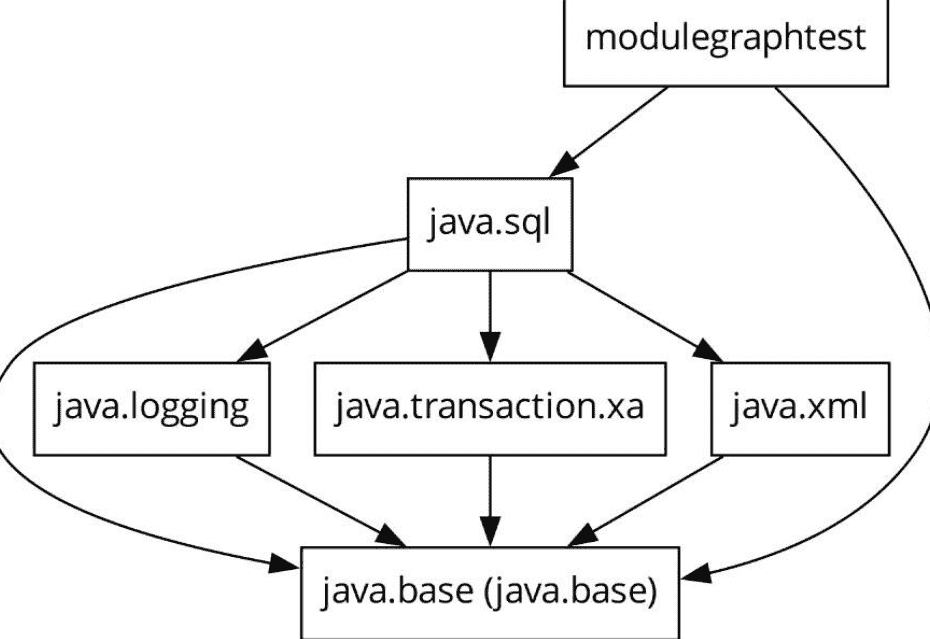 modulegraphtest
java.sql
java.logging
java.transaction.xa
java.xml
java.base (java.base)